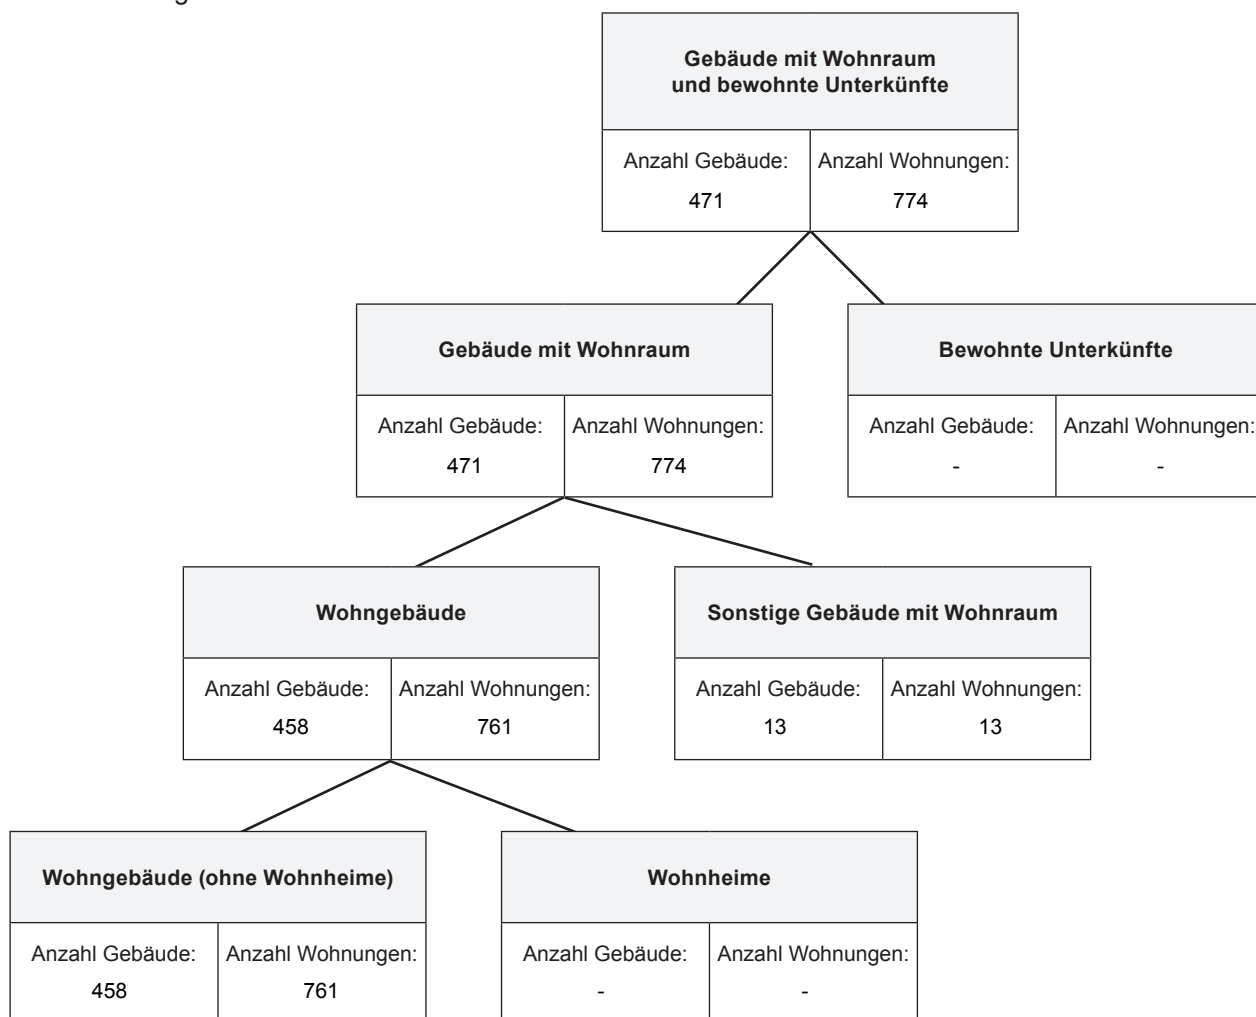 Gebäude mit Wohnraum
und bewohnte Unterkünfte
Anzahl Gebäude: Anzahl Wohnungen:
471 774
Gebäude mit Wohnraum
Anzahl Gebäude: Anzahl Wohnungen:
471 774
Bewohnte Unterkünfte
Anzahl Gebäude: Anzahl Wohnungen:
- -
Wohngebäude
Anzahl Gebäude: Anzahl Wohnungen:
458 761
Sonstige Gebäude mit Wohnraum
Anzahl Gebäude: Anzahl Wohnungen:
13 13
Wohngebäude (ohne Wohnheime)
Anzahl Gebäude: Anzahl Wohnungen:
458 761
Wohnheime
Anzahl Gebäude: Anzahl Wohnungen:
- -